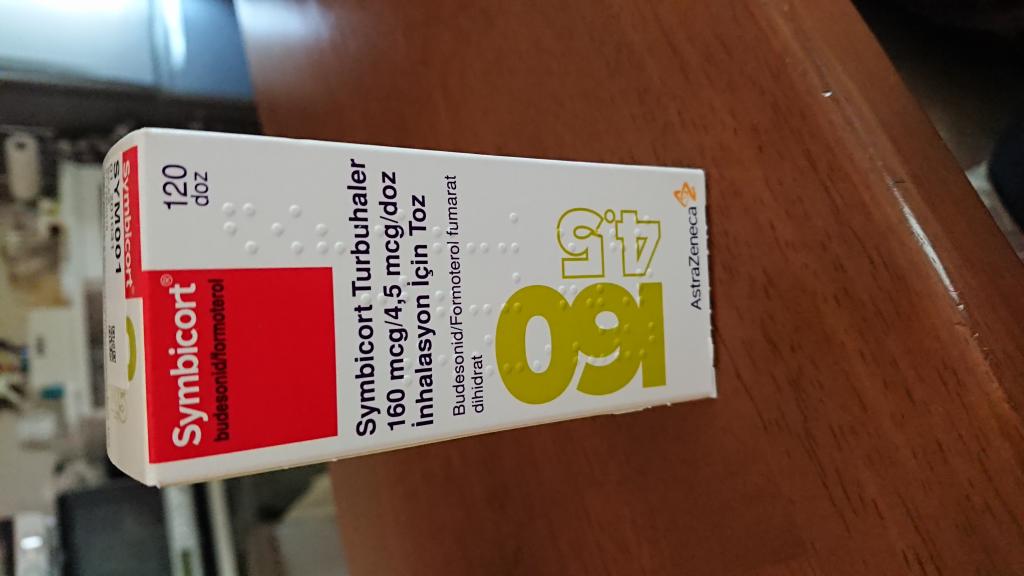 Symbicort
SYM001
Symbicort®
budesonid/formoterol
120
doz
Symbicort Turbuhaler
160 mcg/4,5 mcg/doz
İnhalasyon İçin Toz
Budesonid/Formoterol fumarat
dihidrat
160
4.5
AstraZeneca